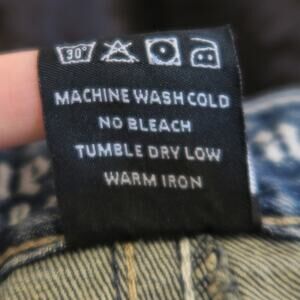 30°
MACHINE WASH COLD
NO BLEACH
TUMBLE DRY LOW
WARM IRON